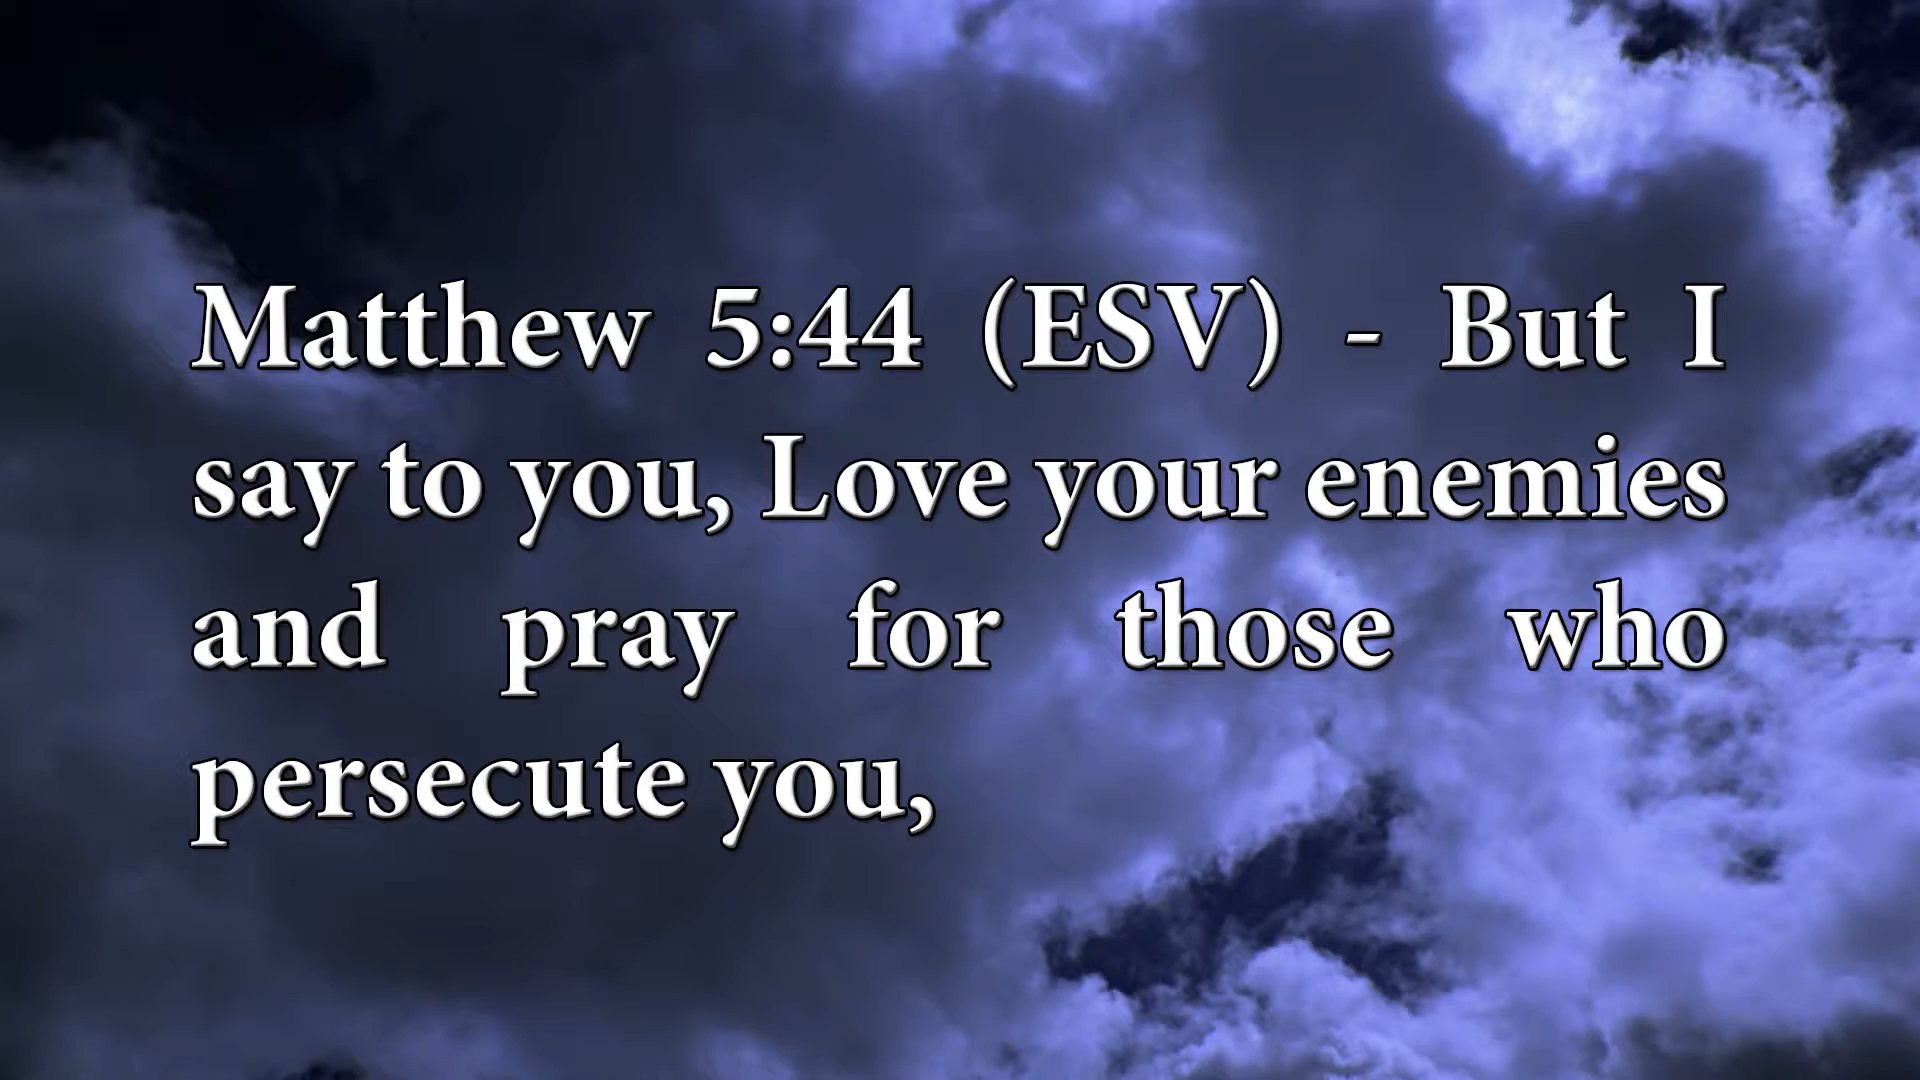 Matthew 5:44 (ESV) - But I
say to you, Love your enemies
and pray for those who
persecute you,